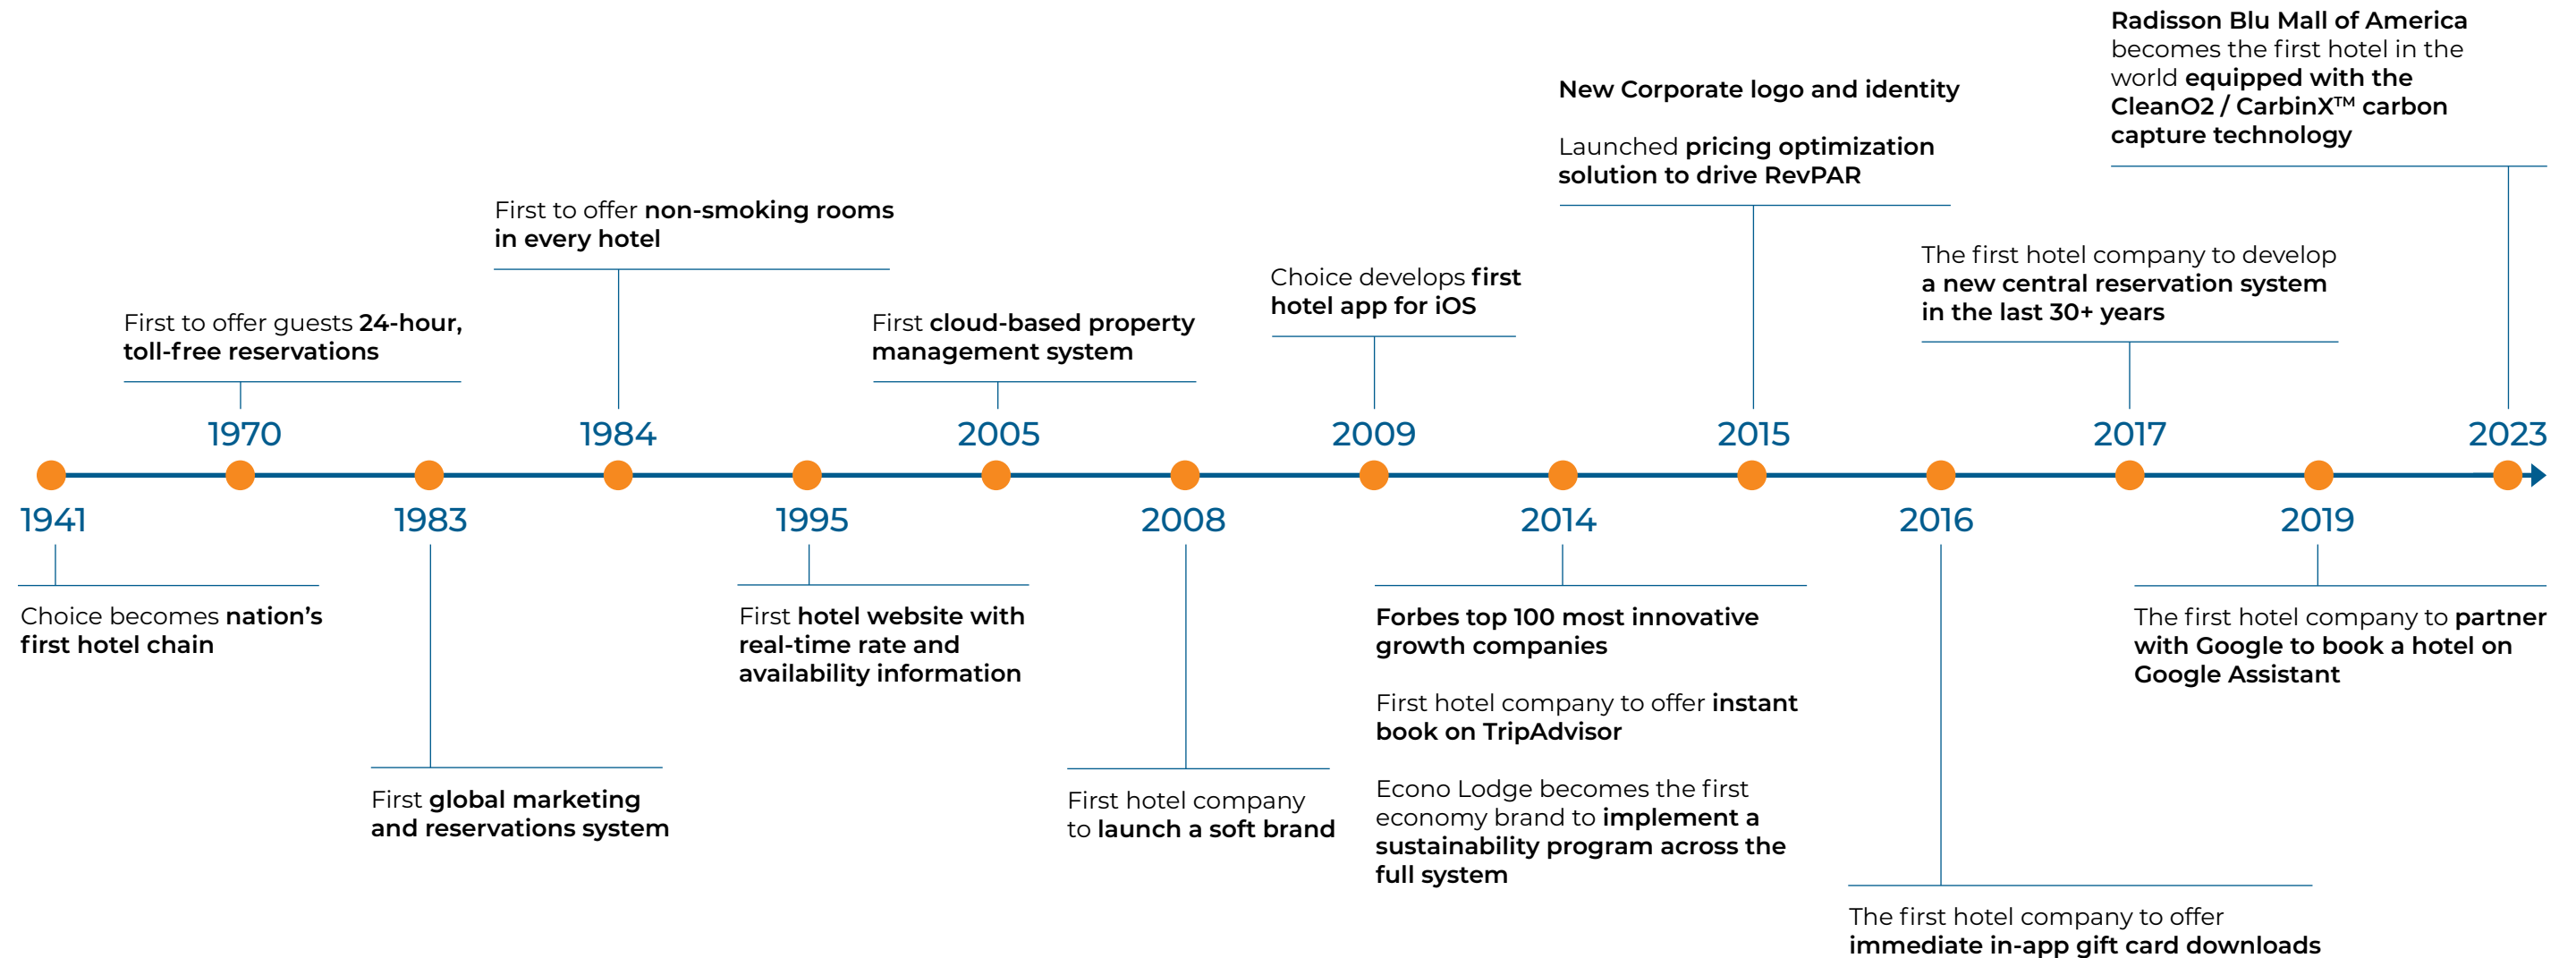 Radisson Blu Mall of America
becomes the first hotel in the
world equipped with the
CleanO2 / CarbinX™ carbon
capture technology
New Corporate logo and identity
Launched pricing optimization
solution to drive RevPAR
First to offer non-smoking rooms
in every hotel
The first hotel company to develop
a new central reservation system
in the last 30+ years
Choice develops first
hotel app for iOS
First to offer guests 24-hour,
toll-free reservations
First cloud-based property
management system
1970
1984
2005
2009
2015
2017
2023
1941
1983
1995
2008
2014
2016
2019
Choice becomes nation’s
first hotel chain
First hotel website with
real-time rate and
availability information
Forbes top 100 most innovative
growth companies
First hotel company to offer instant
book on TripAdvisor
Econo Lodge becomes the first
economy brand to implement a
sustainability program across the
full system
The first hotel company to partner
with Google to book a hotel on
Google Assistant
First global marketing
and reservations system
First hotel company
to launch a soft brand
The first hotel company to offer
immediate in-app gift card downloads